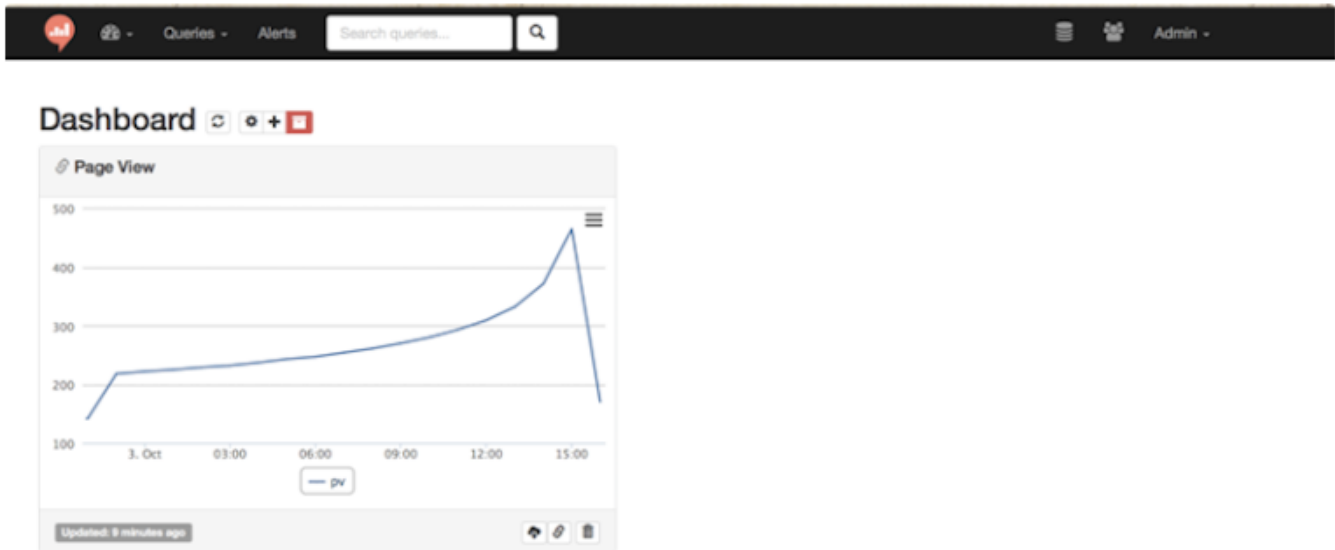 Queries Alerts Search queries... Admin
Dashboard
Page View
500
400
300
200
100
3. Oct 03:00 06:00 09:00 12:00 15:00
pv
Updated: 9 minutes ago